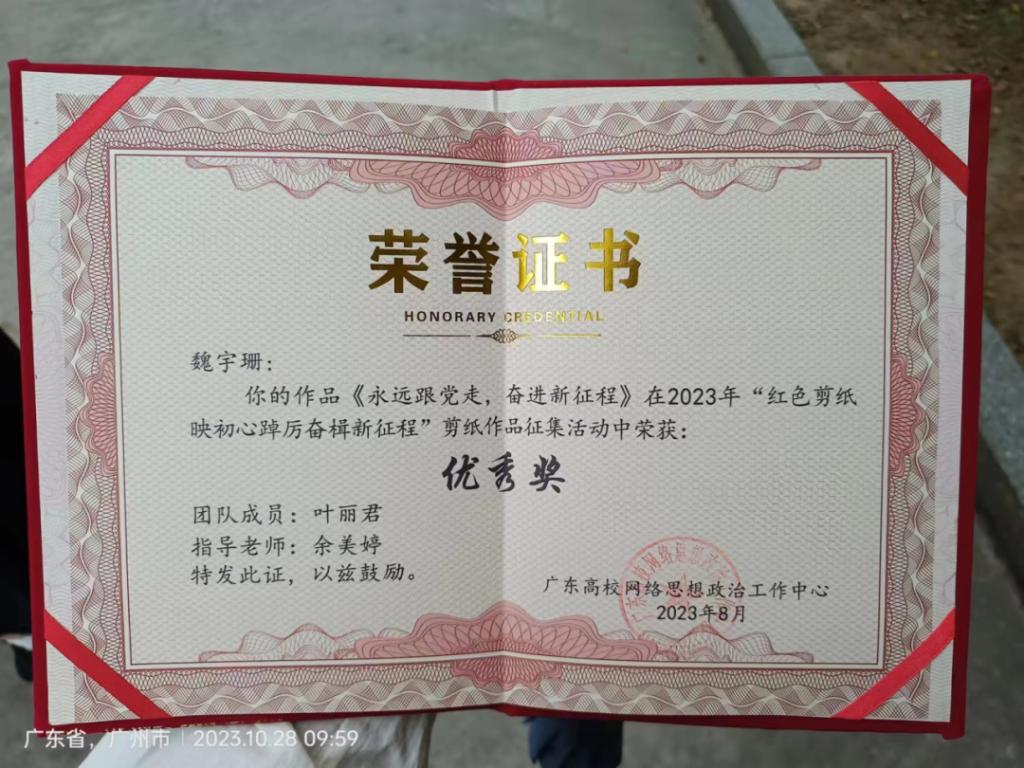 荣誉证书
HONORARY CREDENTIAL
魏宇珊：
你的作品《永远跟党走，奋进新征程》在2023年“红色剪纸
映初心踔厉奋楫新征程”剪纸作品征集活动中荣获：
优秀奖
团队成员：叶丽君
指导老师：余美婷
特发此证，以兹鼓励。
广东高校网络思想政治工作中心
2023年8月
广东省，广州市 | 2023.10.28 09:59